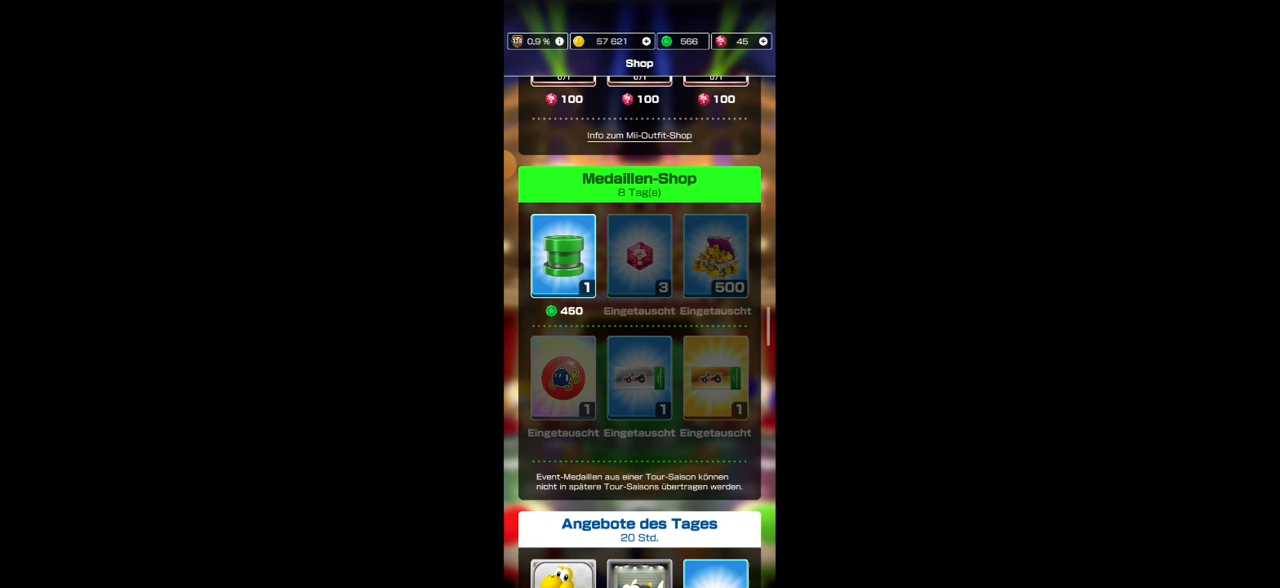 0,9 % 57 621 566 45
Shop
100 100 100
Info zum Mii-Outfit-Shop
Medaillen-Shop
8 Tag(e)
1 3 500
450 Eingetauscht Eingetauscht
1 1 1
Eingetauscht Eingetauscht Eingetauscht
Event-Medaillen aus einer Tour-Saison können
nicht in spätere Tour-Saisons übertragen werden.
Angebote des Tages
20 Std.